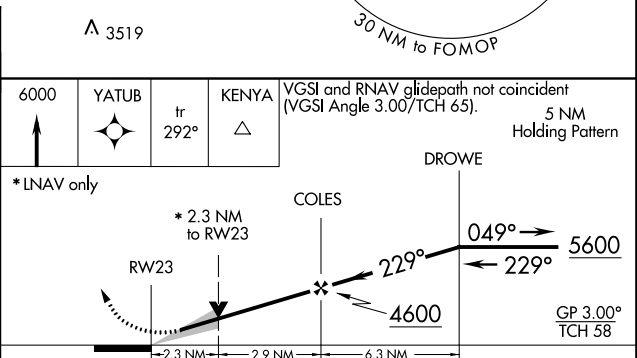 3519
30 NM to FOMOP
6000
YATUB
tr
292°
KENYA
VGSI and RNAV glidepath not coincident
(VGSI Angle 3.00/TCH 65).
5 NM
Holding Pattern
DROWE
* LNAV only
COLES
* 2.3 NM
to RW23
RW23
049°
5600
229°
229°
4600
GP 3.00°
TCH 58
2.3 NM
2.9 NM
6.3 NM